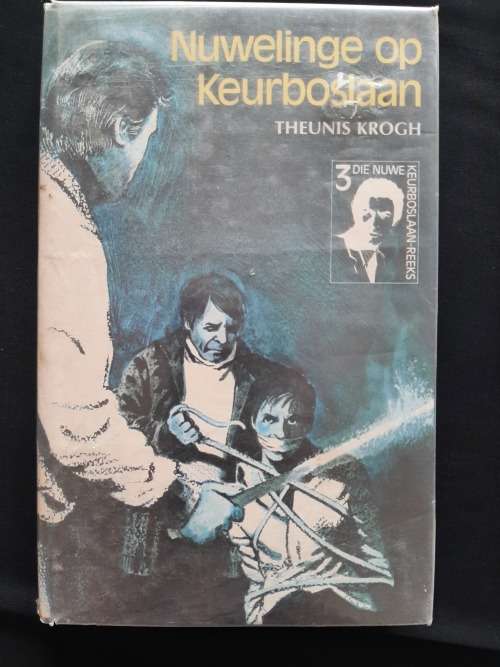 Nuwelinge op
Keurboslaan
THEUNIS KROGH
3 DIE NUWE
KEURBOSLAAN-REEKS